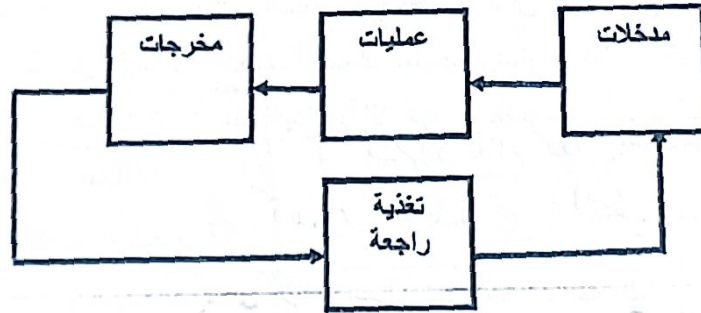 مدخلات
عمليات
مخرجات
تغذية
راجعة